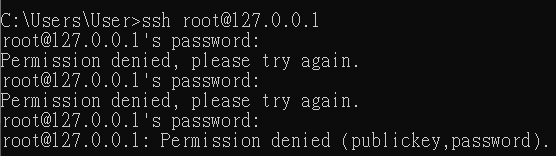 C:\Users\User>ssh root@127.0.0.1
root@127.0.0.1's password:
Permission denied, please try again.
root@127.0.0.1's password:
Permission denied, please try again.
root@127.0.0.1's password:
root@127.0.0.1: Permission denied (publickey,password).